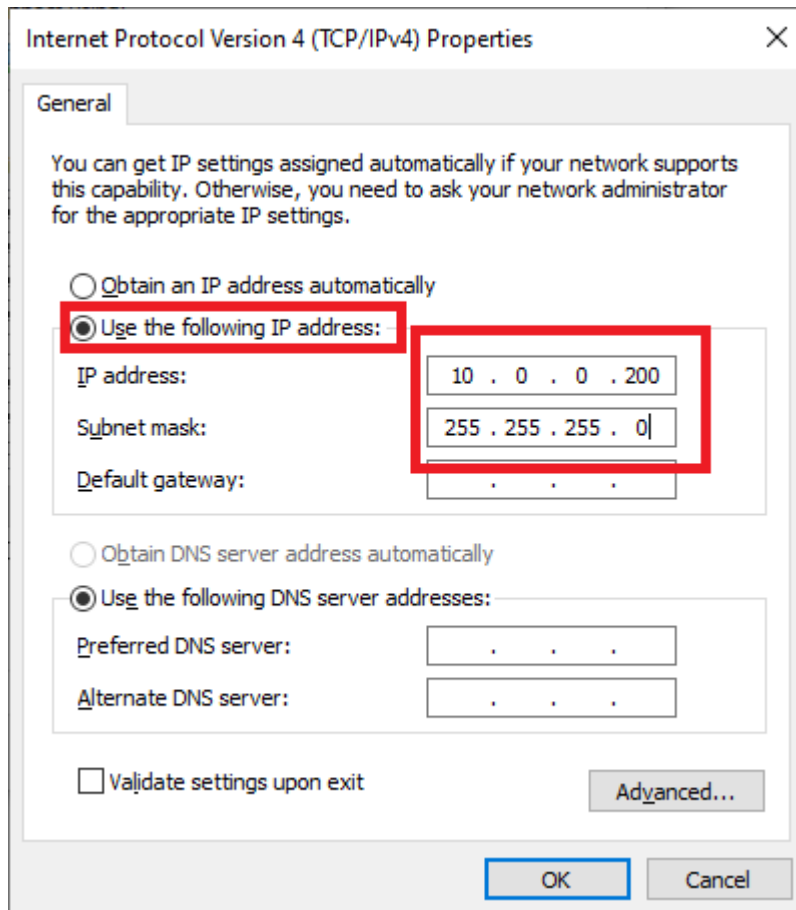 Internet Protocol Version 4 (TCP/IPv4) Properties
General
You can get IP settings assigned automatically if your network supports
this capability. Otherwise, you need to ask your network administrator
for the appropriate IP settings.
Obtain an IP address automatically
Use the following IP address:
IP address: 10 . 0 . 0 . 200
Subnet mask: 255 . 255 . 255 . 0
Default gateway: . . .
Obtain DNS server address automatically
Use the following DNS server addresses:
Preferred DNS server: . . .
Alternate DNS server: . . .
Validate settings upon exit
Advanced...
OK Cancel